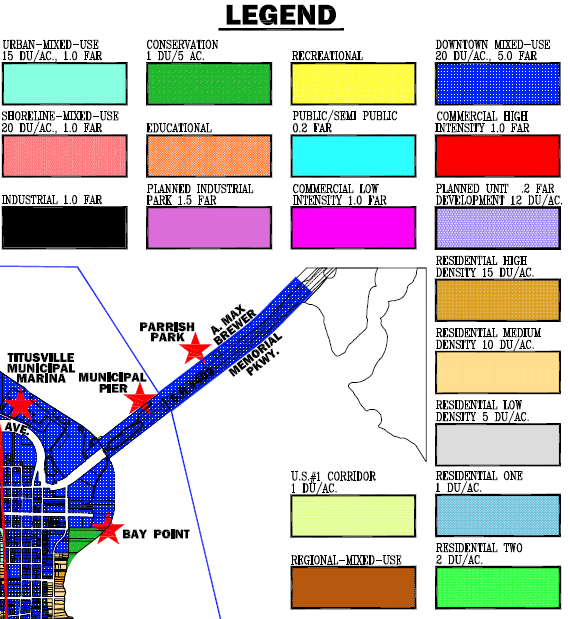 LEGEND
URBAN-MIXED-USE
15 DU/AC., 1.0 FAR
CONSERVATION
1 DU/5 AC.
RECREATIONAL
DOWNTOWN MIXED-USE
20 DU/AC., 5.0 FAR
SHORELINE-MIXED-USE
20 DU/AC., 1.0 FAR
EDUCATIONAL
PUBLIC/SEMI PUBLIC
0.2 FAR
COMMERCIAL HIGH
INTENSITY 1.0 FAR
INDUSTRIAL 1.0 FAR
PLANNED INDUSTRIAL
PARK 1.5 FAR
COMMERCIAL LOW
INTENSITY 1.0 FAR
PLANNED UNIT .2 FAR
DEVELOPMENT 12 DU/AC.
RESIDENTIAL HIGH
DENSITY 15 DU/AC.
RESIDENTIAL MEDIUM
DENSITY 10 DU/AC.
RESIDENTIAL LOW
DENSITY 5 DU/AC.
U.S.#1 CORRIDOR
1 DU/AC.
RESIDENTIAL ONE
1 DU/AC.
REGIONAL-MIXED-USE
RESIDENTIAL TWO
2 DU/AC.
PARRISH
PARK
A. MAX
BREWER
MEMORIAL
PKWY.
TITUSVILLE
MUNICIPAL
MARINA
MUNICIPAL
PIER
AVE.
BAY POINT